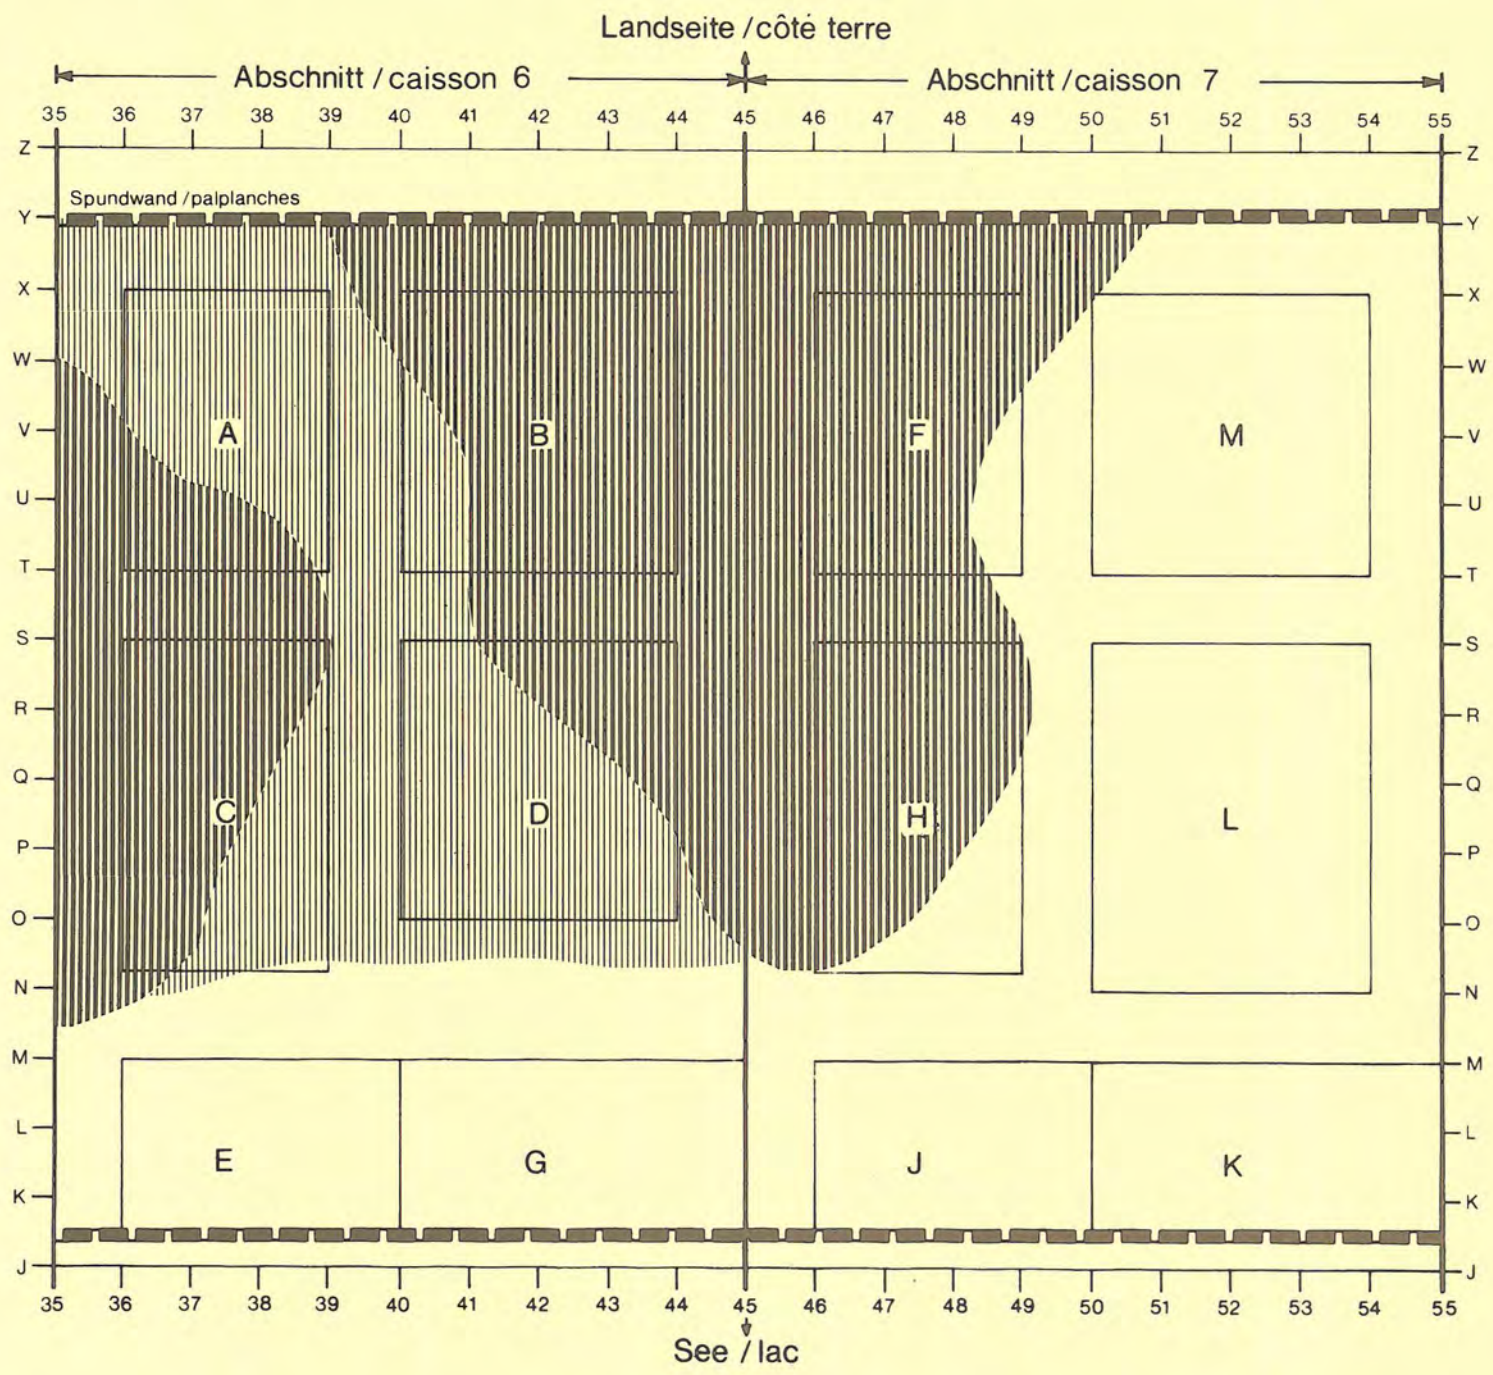 Landseite / côté terre
Abschnitt / caisson 6 Abschnitt / caisson 7
35 36 37 38 39 40 41 42 43 44 45 46 47 48 49 50 51 52 53 54 55
Z Z
Spundwand / palplanches
Y Y
X X
W W
V A B F M V
U U
T T
S S
R R
Q Q
C D H L
P P
O O
N N
M M
L L
E G J K
K K
J J
35 36 37 38 39 40 41 42 43 44 45 46 47 48 49 50 51 52 53 54 55
See / lac